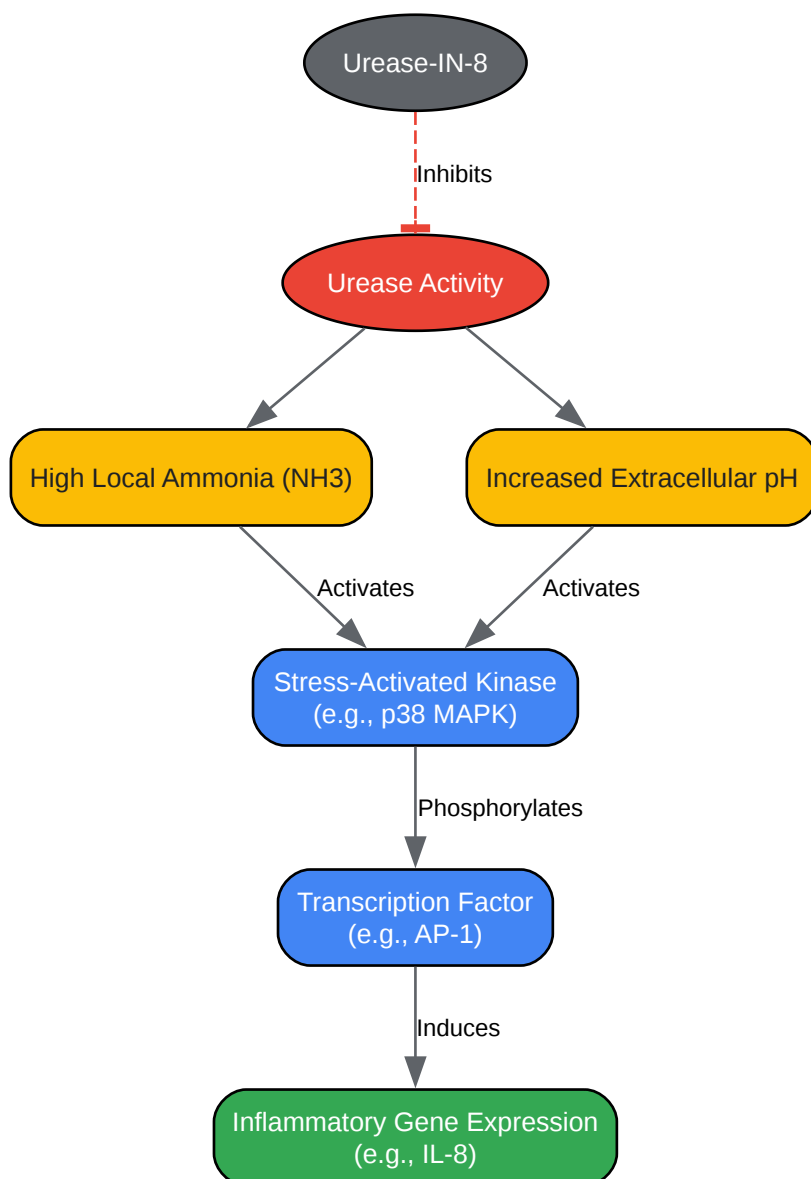 Urease-IN-8
Inhibits
Urease Activity
High Local Ammonia (NH3)
Increased Extracellular pH
Activates
Activates
Stress-Activated Kinase
(e.g., p38 MAPK)
Phosphorylates
Transcription Factor
(e.g., AP-1)
Induces
Inflammatory Gene Expression
(e.g., IL-8)